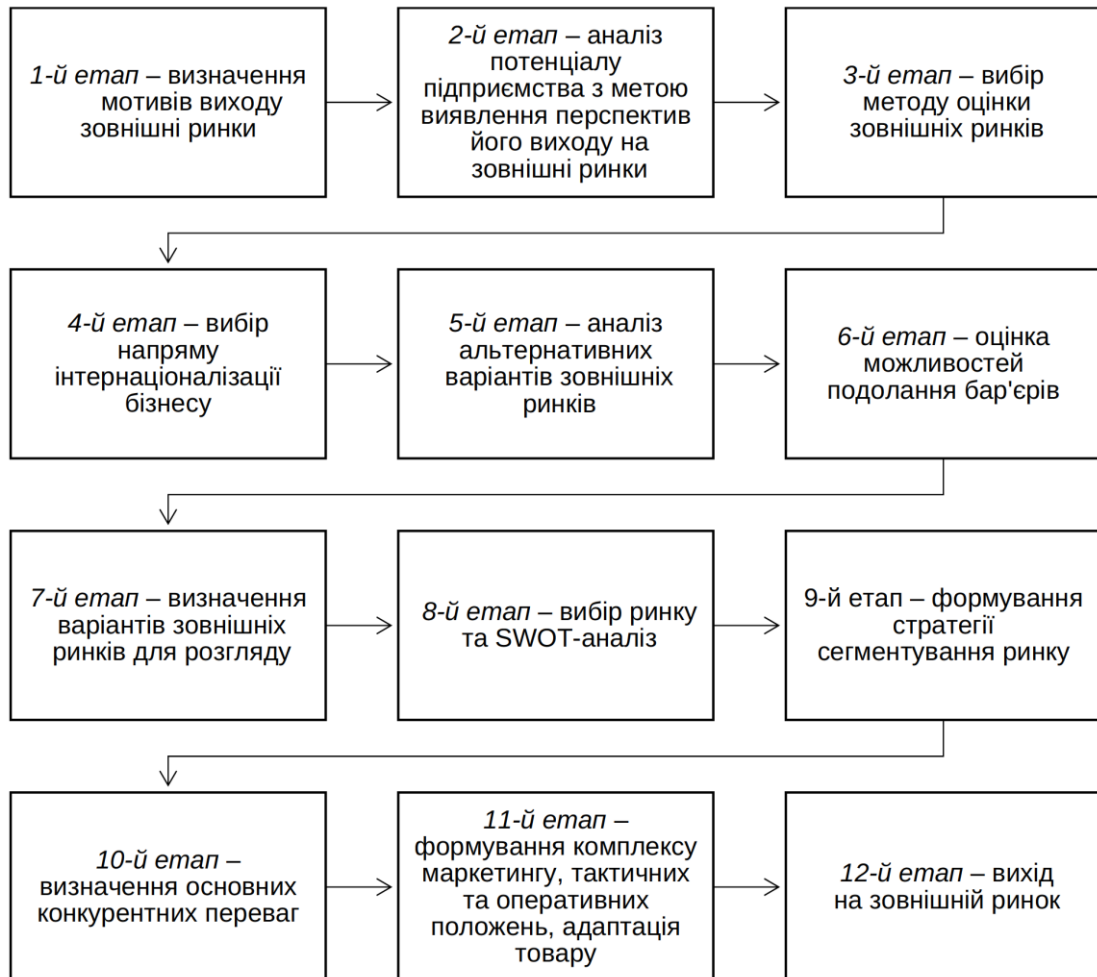 1-й етап – визначення
мотивів виходу
зовнішні ринки
2-й етап – аналіз
потенціалу
підприємства з метою
виявлення перспектив
його виходу на
зовнішні ринки
3-й етап – вибір
методу оцінки
зовнішніх ринків
4-й етап – вибір
напряму
інтернаціоналізації
бізнесу
5-й етап – аналіз
альтернативних
варіантів зовнішніх
ринків
6-й етап – оцінка
можливостей
подолання бар'єрів
7-й етап – визначення
варіантів зовнішніх
ринків для розгляду
8-й етап – вибір ринку
та SWOT-аналіз
9-й етап – формування
стратегії
сегментування ринку
10-й етап –
визначення основних
конкурентних переваг
11-й етап –
формування комплексу
маркетингу, тактичних
та оперативних
положень, адаптація
товару
12-й етап – вихід
на зовнішній ринок